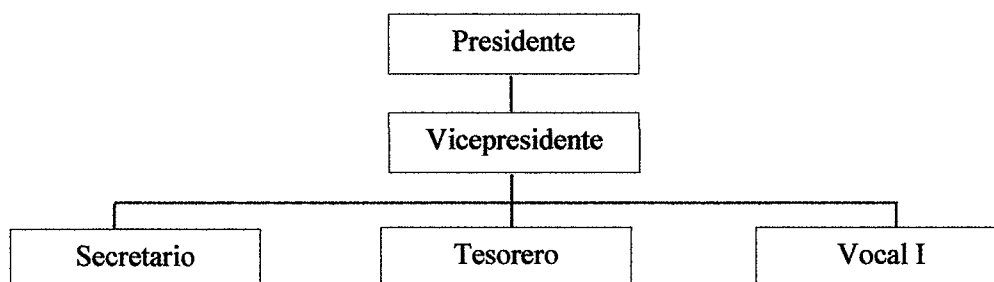 Presidente
Vicepresidente
Secretario
Tesorero
Vocal I